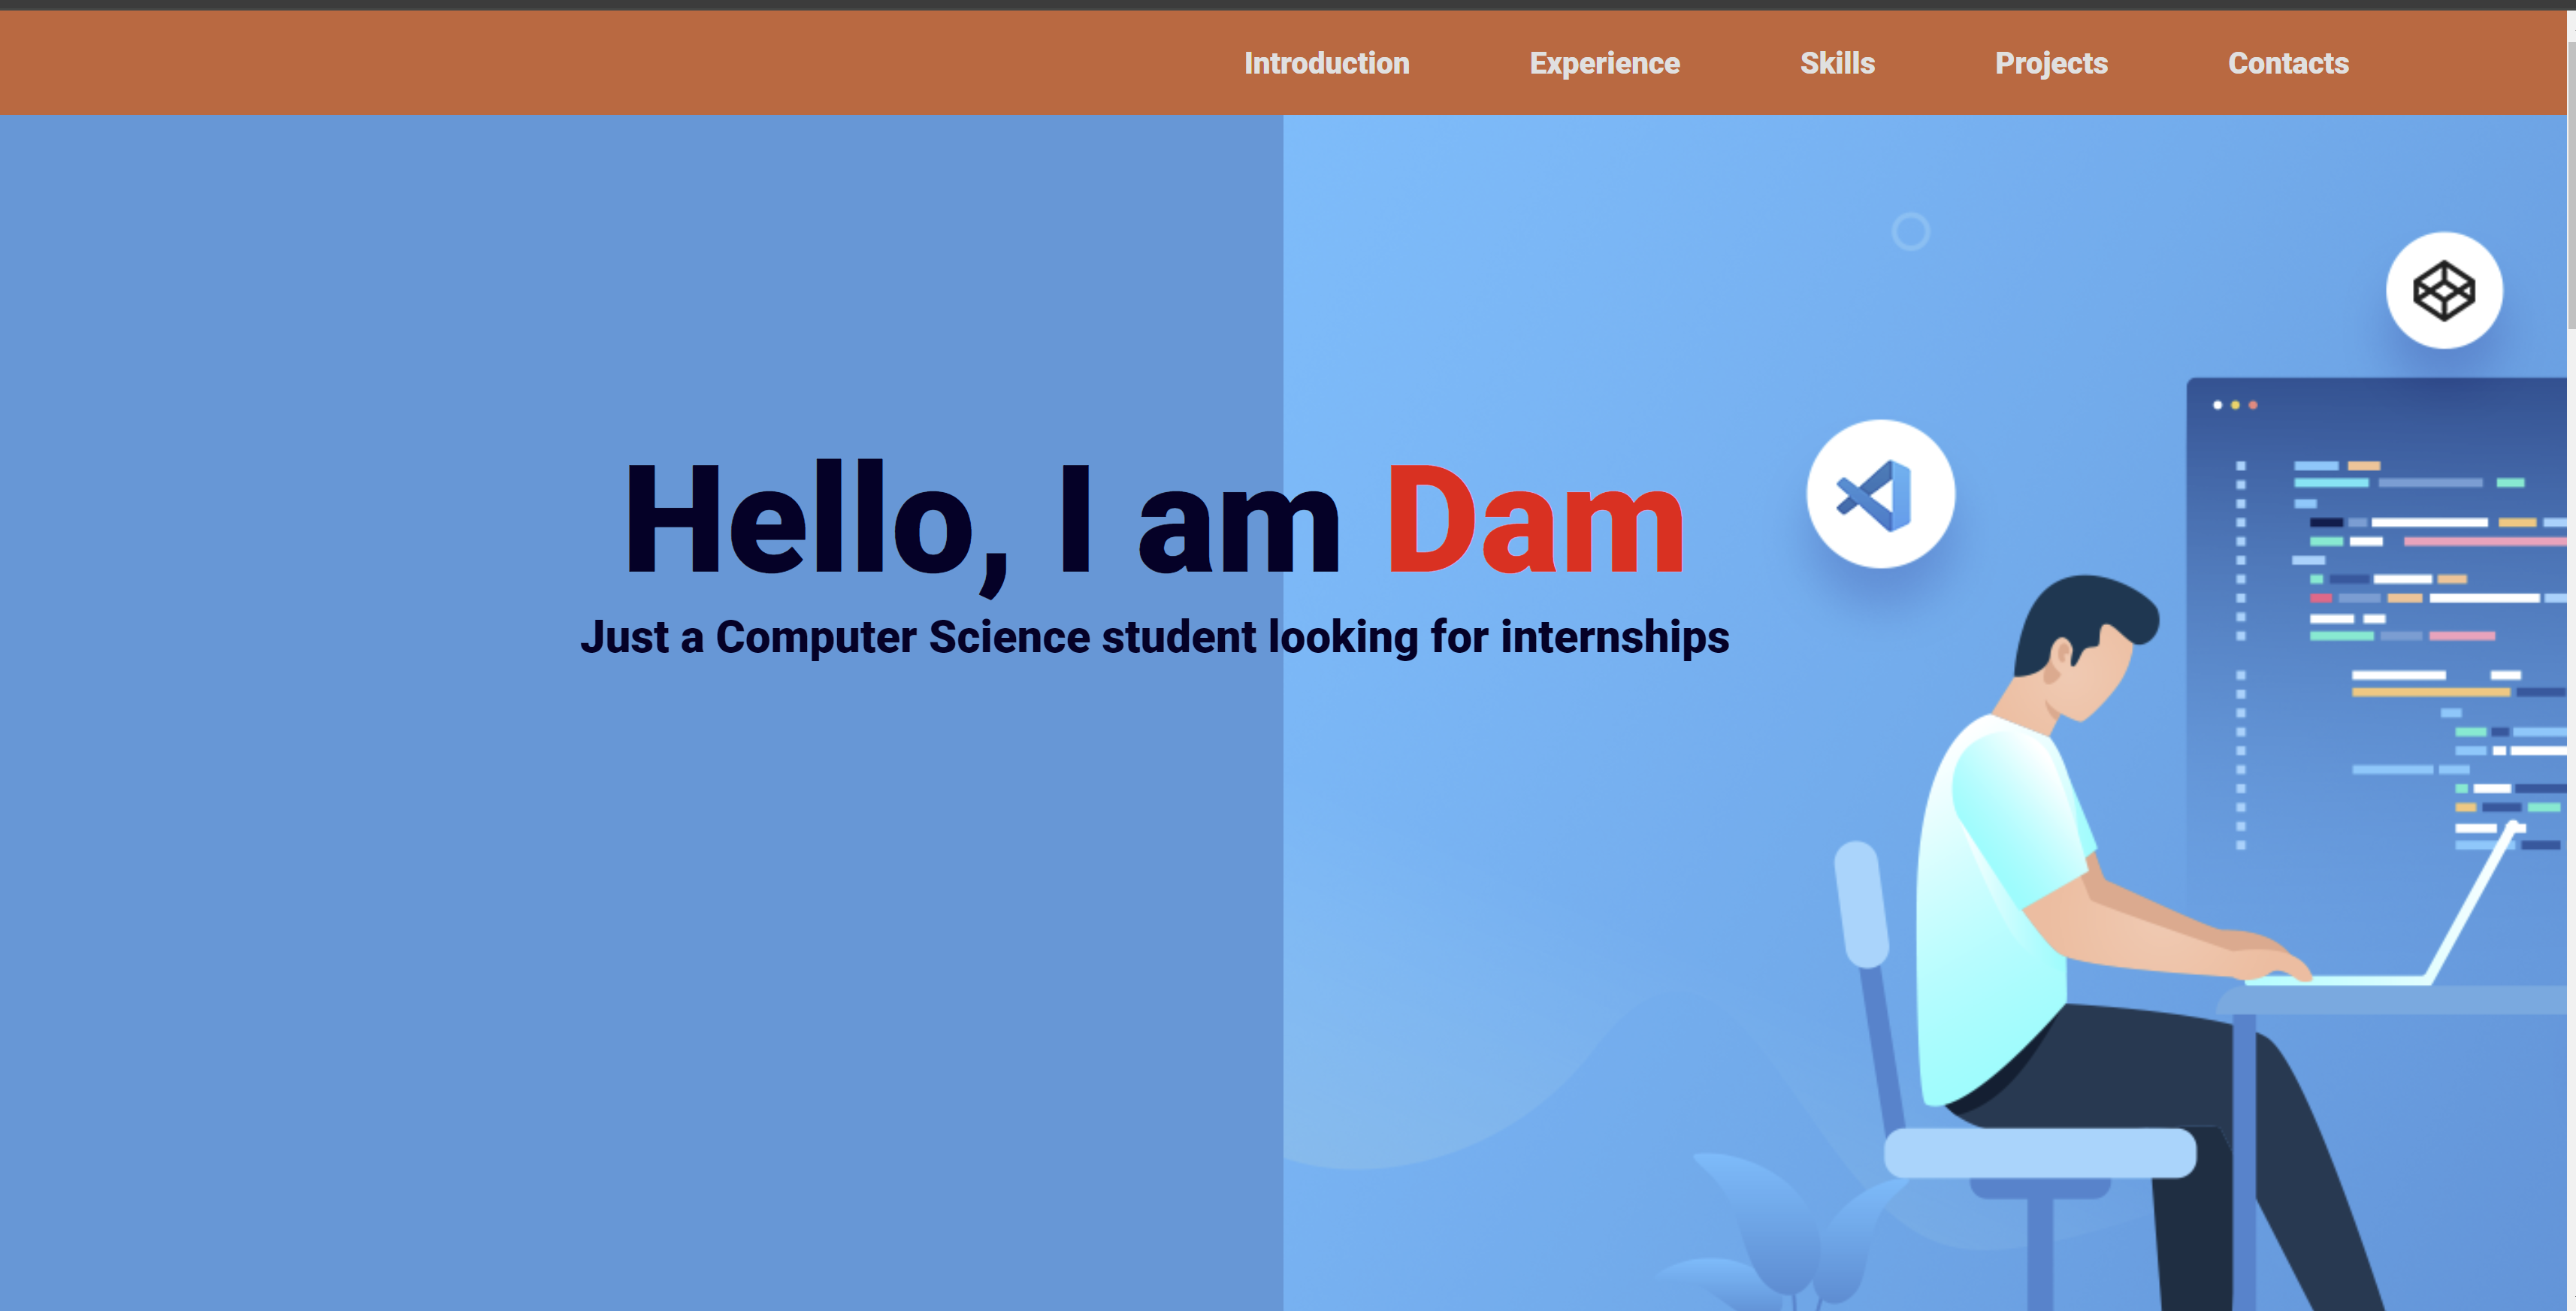 Introduction Experience Skills Projects Contacts
Hello, I am Dam
Just a Computer Science student looking for internships